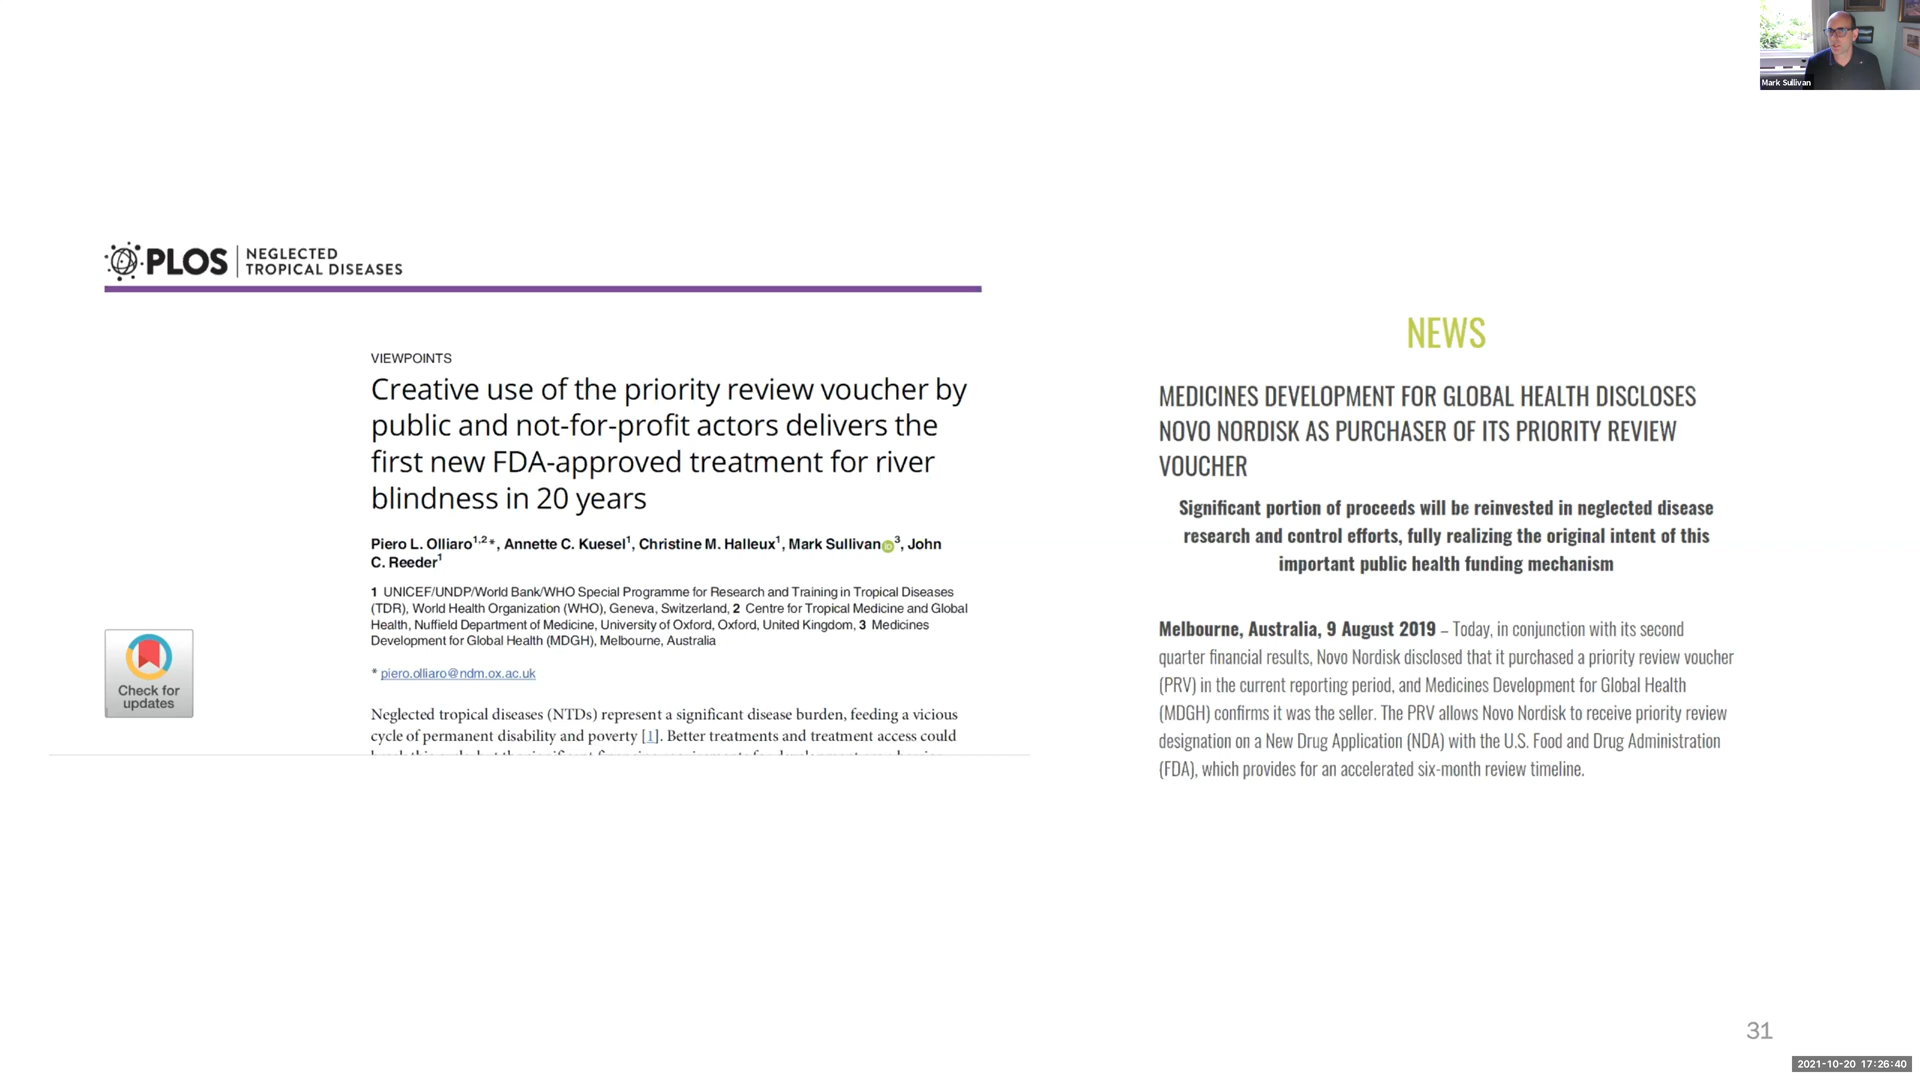 Mark Sullivan
PLOS
NEGLECTED
TROPICAL DISEASES
VIEWPOINTS
Creative use of the priority review voucher by
public and not-for-profit actors delivers the
first new FDA-approved treatment for river
blindness in 20 years
Piero L. Olliaro1,2*, Annette C. Kuesel1, Christine M. Halleux1, Mark Sullivan iD 3, John
C. Reeder1
1 UNICEF/UNDP/World Bank/WHO Special Programme for Research and Training in Tropical Diseases
(TDR), World Health Organization (WHO), Geneva, Switzerland, 2 Centre for Tropical Medicine and Global
Health, Nuffield Department of Medicine, University of Oxford, Oxford, United Kingdom, 3 Medicines
Development for Global Health (MDGH), Melbourne, Australia
* piero.olliaro@ndm.ox.ac.uk
Check for
updates
Neglected tropical diseases (NTDs) represent a significant disease burden, feeding a vicious
cycle of permanent disability and poverty [1]. Better treatments and treatment access could
NEWS
MEDICINES DEVELOPMENT FOR GLOBAL HEALTH DISCLOSES
NOVO NORDISK AS PURCHASER OF ITS PRIORITY REVIEW
VOUCHER
Significant portion of proceeds will be reinvested in neglected disease
research and control efforts, fully realizing the original intent of this
important public health funding mechanism
Melbourne, Australia, 9 August 2019 – Today, in conjunction with its second
quarter financial results, Novo Nordisk disclosed that it purchased a priority review voucher
(PRV) in the current reporting period, and Medicines Development for Global Health
(MDGH) confirms it was the seller. The PRV allows Novo Nordisk to receive priority review
designation on a New Drug Application (NDA) with the U.S. Food and Drug Administration
(FDA), which provides for an accelerated six-month review timeline.
31
2021-10-20 17:26:40